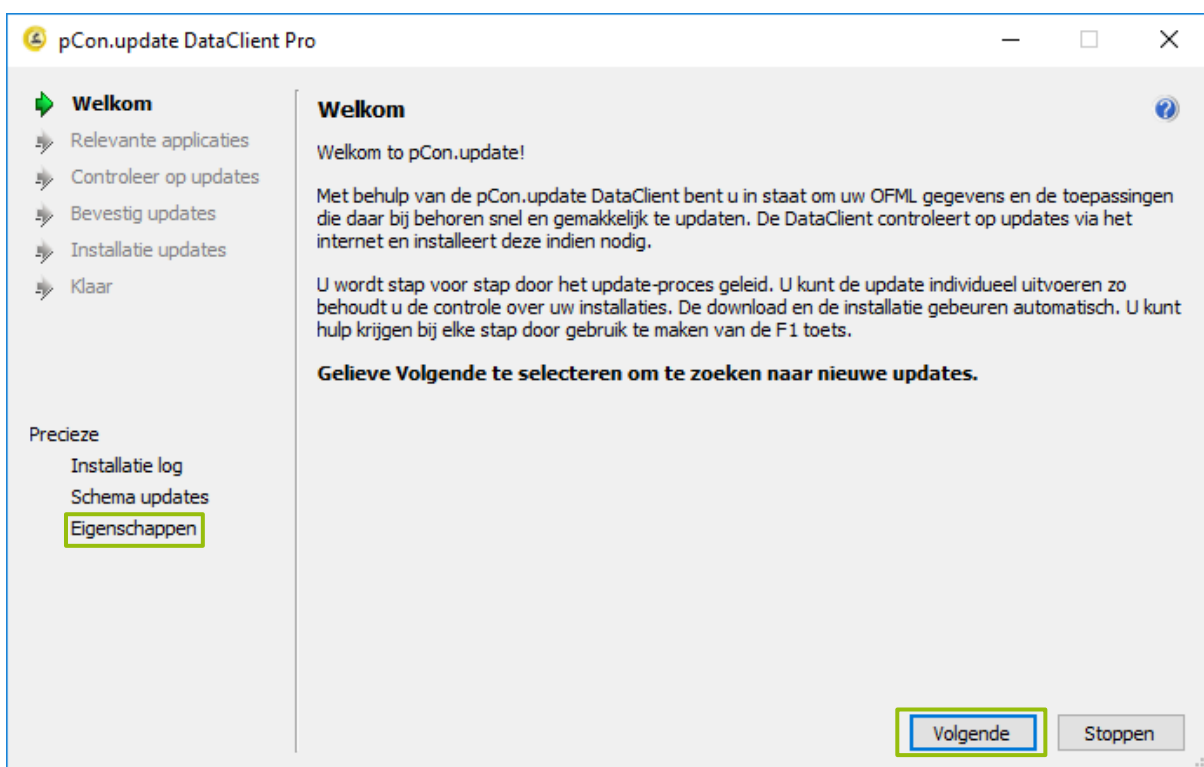 pCon.update DataClient Pro
Welkom
Relevante applicaties
Controleer op updates
Bevestig updates
Installatie updates
Klaar
Precieze
Installatie log
Schema updates
Eigenschappen
Welkom
Welkom to pCon.update!
Met behulp van de pCon.update DataClient bent u in staat om uw OFML gegevens en de toepassingen
die daar bij behoren snel en gemakkelijk te updaten. De DataClient controleert op updates via het
internet en installeert deze indien nodig.
U wordt stap voor stap door het update-proces geleid. U kunt de update individueel uitvoeren zo
behoudt u de controle over uw installaties. De download en de installatie gebeuren automatisch. U kunt
hulp krijgen bij elke stap door gebruik te maken van de F1 toets.
Gelieve Volgende te selecteren om te zoeken naar nieuwe updates.
Volgende
Stoppen